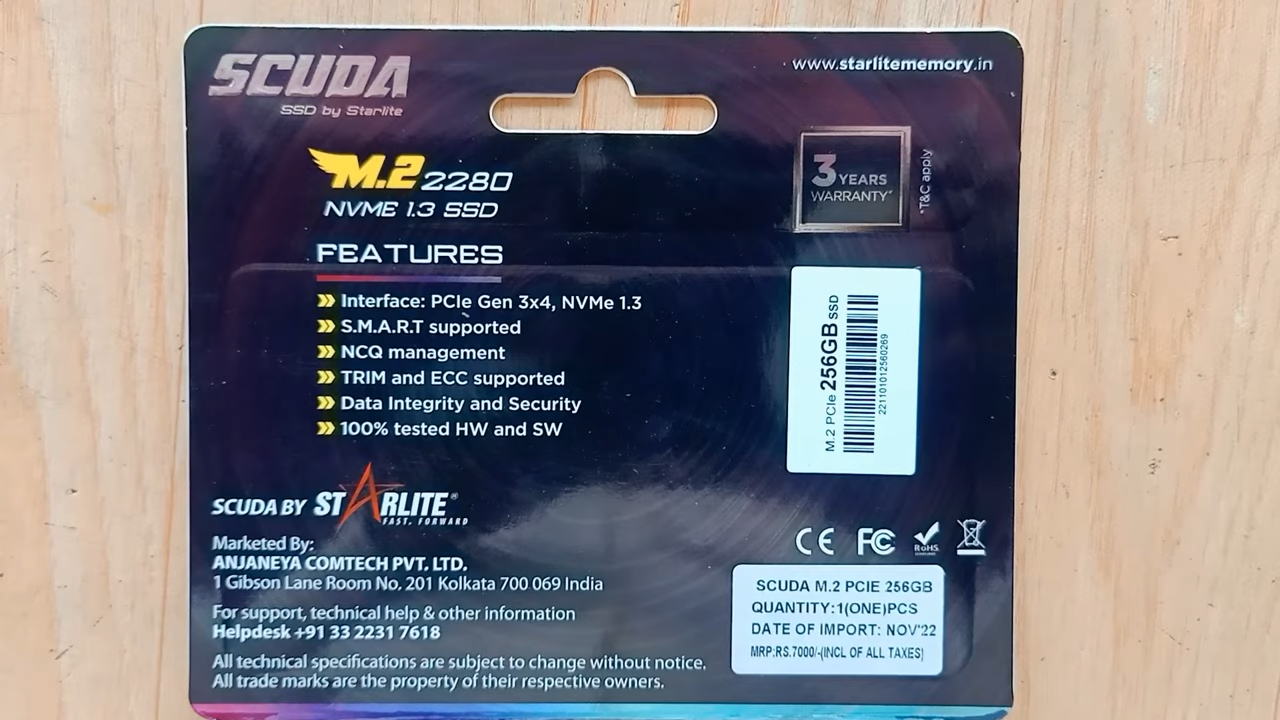 SCUDA
SSD by Starlite
www.starlitememory.in
M.2 2280
NVME 1.3 SSD
3 YEARS
WARRANTY*
*T&C apply
FEATURES
Interface: PCIe Gen 3x4, NVMe 1.3
S.M.A.R.T supported
NCQ management
TRIM and ECC supported
Data Integrity and Security
100% tested HW and SW
M.2 PCIe 256GB SSD
221101012560269
SCUDA BY STARLITE®
FAST. FORWARD
Marketed By:
ANJANEYA COMTECH PVT. LTD.
1 Gibson Lane Room No. 201 Kolkata 700 069 India
For support, technical help & other information
Helpdesk +91 33 2231 7618
All technical specifications are subject to change without notice.
All trade marks are the property of their respective owners.
CE FC RoHS
SCUDA M.2 PCIE 256GB
QUANTITY:1(ONE)PCS
DATE OF IMPORT: NOV'22
MRP:RS.7000/-(INCL OF ALL TAXES)